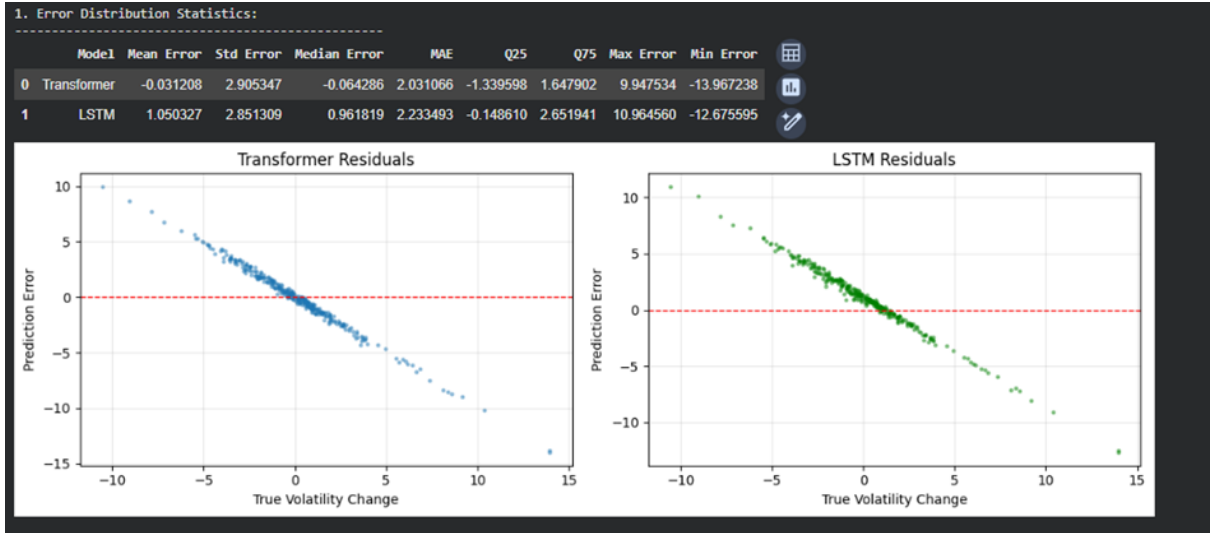 1. Error Distribution Statistics:
--------------------------------------------------
Model Mean Error Std Error Median Error MAE Q25 Q75 Max Error Min Error
0 Transformer -0.031208 2.905347 -0.064286 2.031066 -1.339598 1.647902 9.947534 -13.967238
1 LSTM 1.050327 2.851309 0.961819 2.233493 -0.148610 2.651941 10.964560 -12.675595
Transformer Residuals
10
5
0
−5
−10
−15
Prediction Error
−10 −5 0 5 10 15
True Volatility Change
LSTM Residuals
10
5
0
−5
−10
Prediction Error
−10 −5 0 5 10 15
True Volatility Change